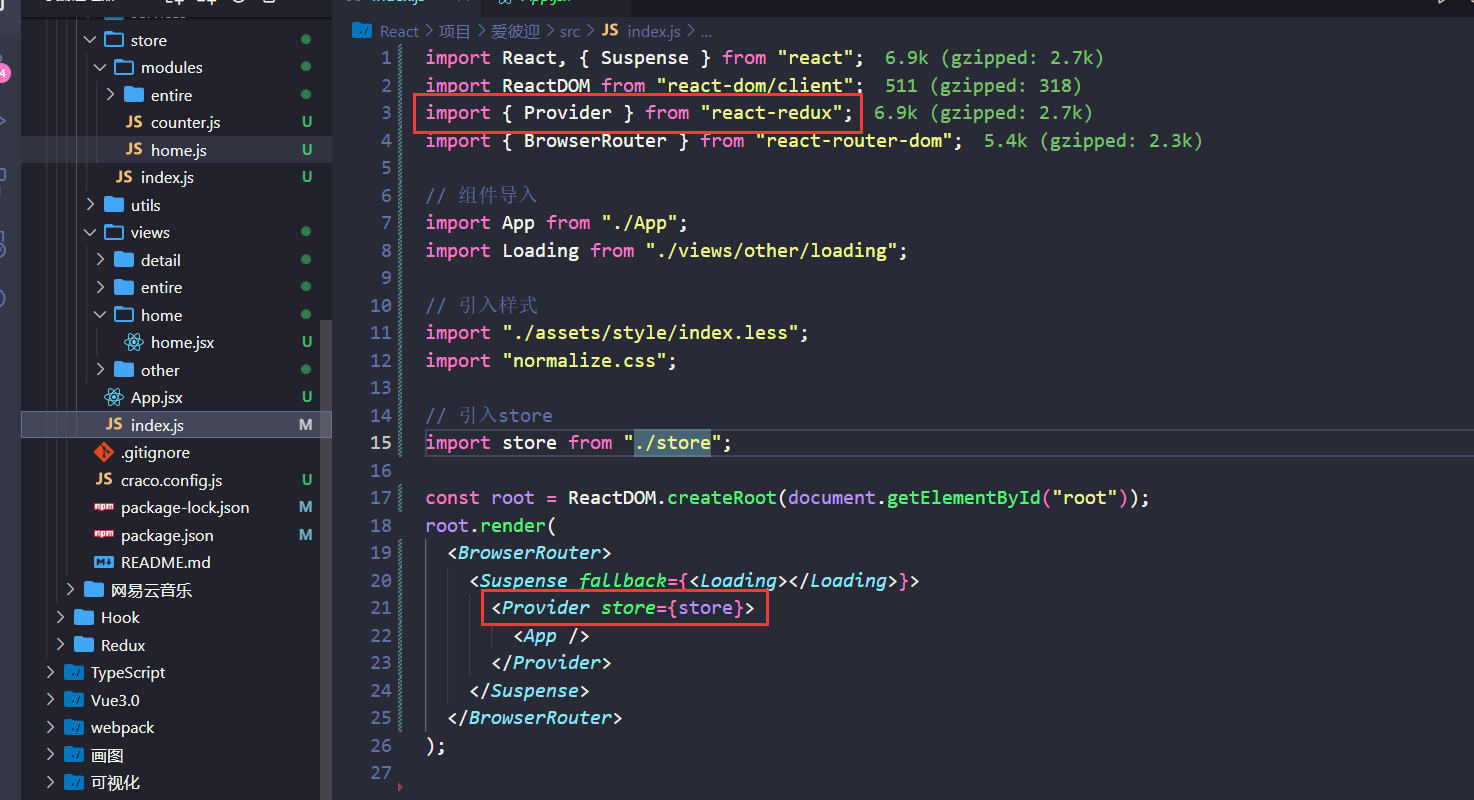 store
modules
entire
JS counter.js U
JS home.js U
JS index.js U
utils
views
detail
entire
home
home.jsx U
other
App.jsx U
JS index.js M
.gitignore
JS craco.config.js U
npm package-lock.json M
npm package.json M
README.md
网易云音乐
Hook
Redux
TypeScript
Vue3.0
webpack
画图
可视化
4
React > 项目 > 爱彼迎 > src > JS index.js > ...
1 import React, { Suspense } from "react"; 6.9k (gzipped: 2.7k)
2 import ReactDOM from "react-dom/client"; 511 (gzipped: 318)
3 import { Provider } from "react-redux"; 6.9k (gzipped: 2.7k)
4 import { BrowserRouter } from "react-router-dom"; 5.4k (gzipped: 2.3k)
5
6 // 组件导入
7 import App from "./App";
8 import Loading from "./views/other/loading";
9
10 // 引入样式
11 import "./assets/style/index.less";
12 import "normalize.css";
13
14 // 引入store
15 import store from "./store";
16
17 const root = ReactDOM.createRoot(document.getElementById("root"));
18 root.render(
19 <BrowserRouter>
20 <Suspense fallback={<Loading></Loading>}>
21 <Provider store={store}>
22 <App />
23 </Provider>
24 </Suspense>
25 </BrowserRouter>
26 );
27